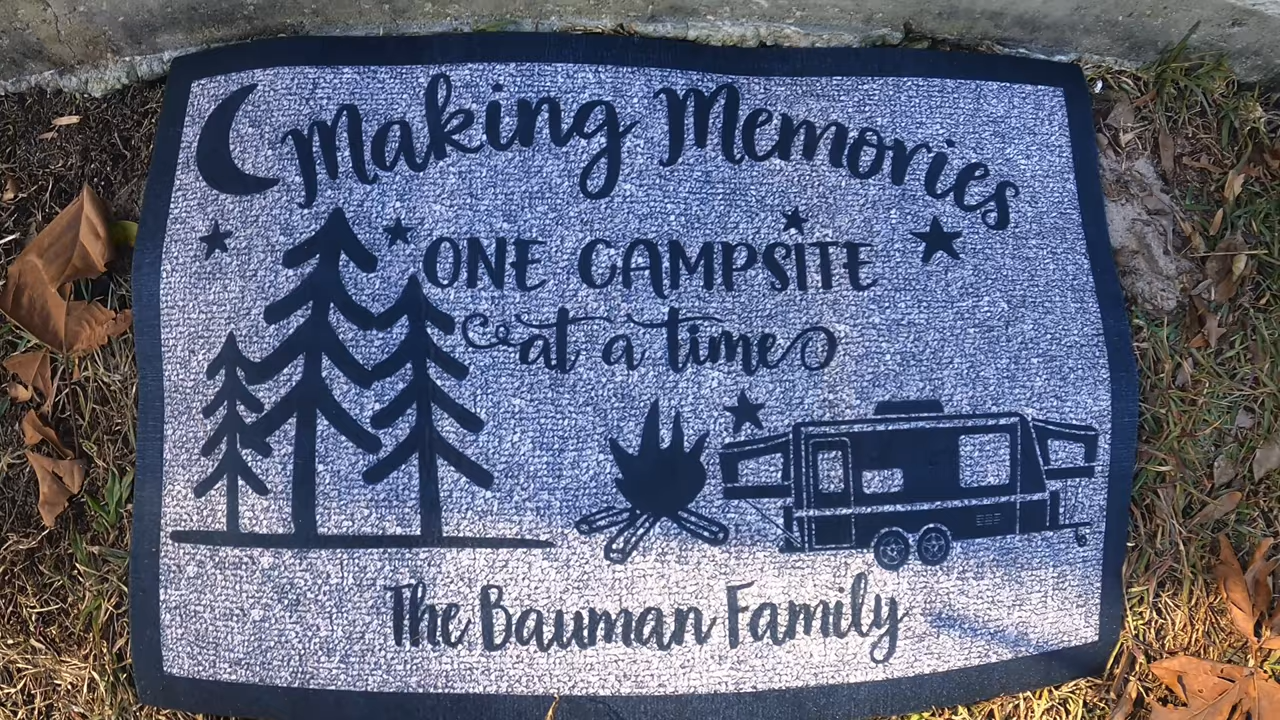 Making Memories
ONE CAMPSITE
at a time
The Bauman Family